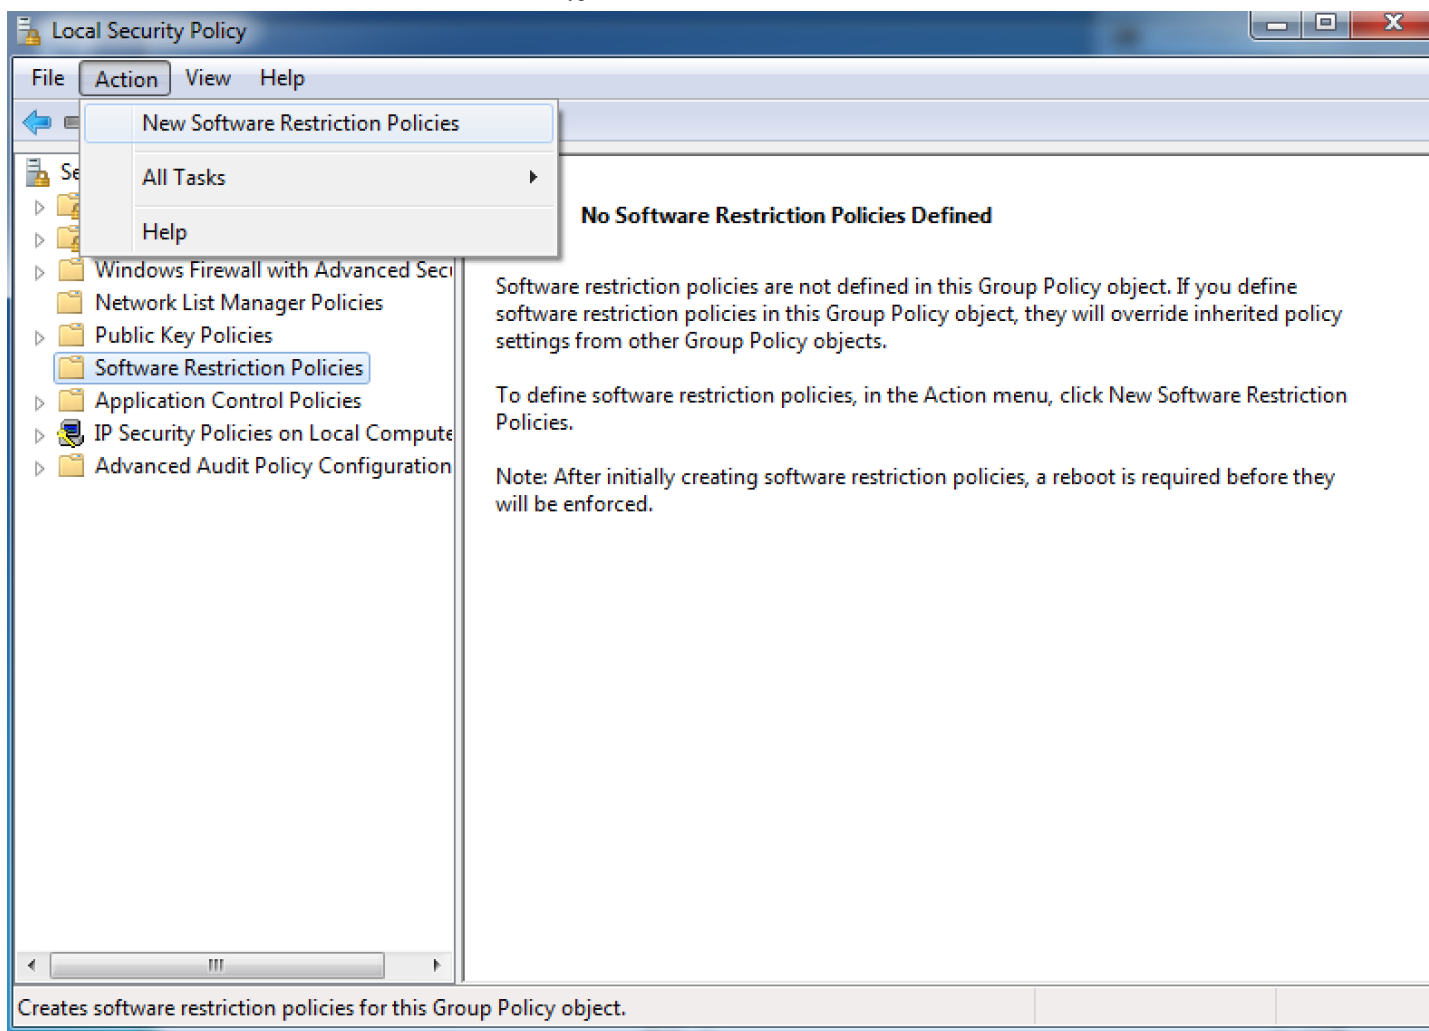 Local Security Policy
File Action View Help
New Software Restriction Policies
All Tasks
Help
Se
Windows Firewall with Advanced Secu
Network List Manager Policies
Public Key Policies
Software Restriction Policies
Application Control Policies
IP Security Policies on Local Compute
Advanced Audit Policy Configuration
No Software Restriction Policies Defined
Software restriction policies are not defined in this Group Policy object. If you define
software restriction policies in this Group Policy object, they will override inherited policy
settings from other Group Policy objects.
To define software restriction policies, in the Action menu, click New Software Restriction
Policies.
Note: After initially creating software restriction policies, a reboot is required before they
will be enforced.
Creates software restriction policies for this Group Policy object.